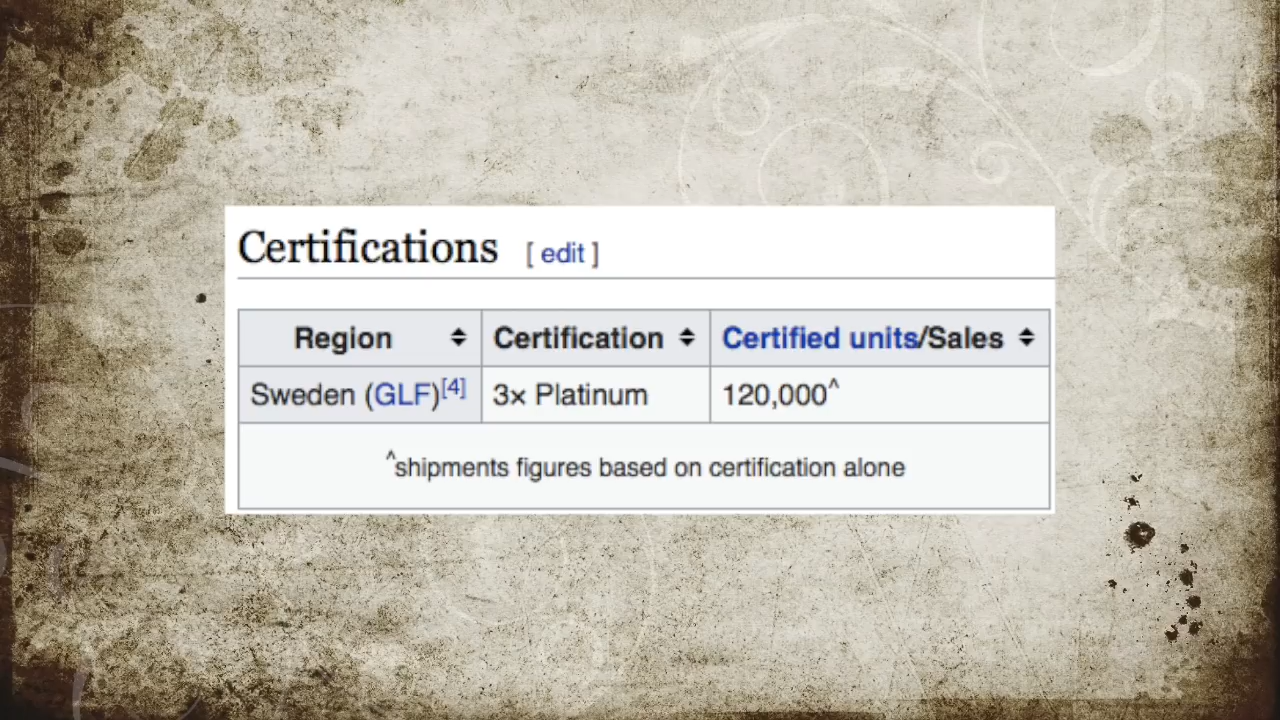 Certifications [ edit ]
Region Certification Certified units/Sales
Sweden (GLF)[4] 3x Platinum 120,000^
^shipments figures based on certification alone